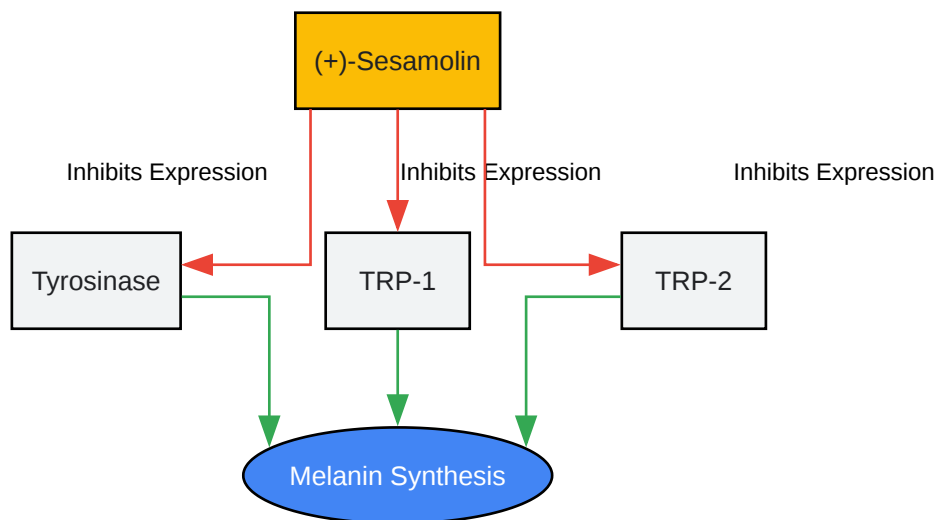 (+)-Sesamolin
Inhibits Expression
Inhibits Expression
Inhibits Expression
Tyrosinase
TRP-1
TRP-2
Melanin Synthesis